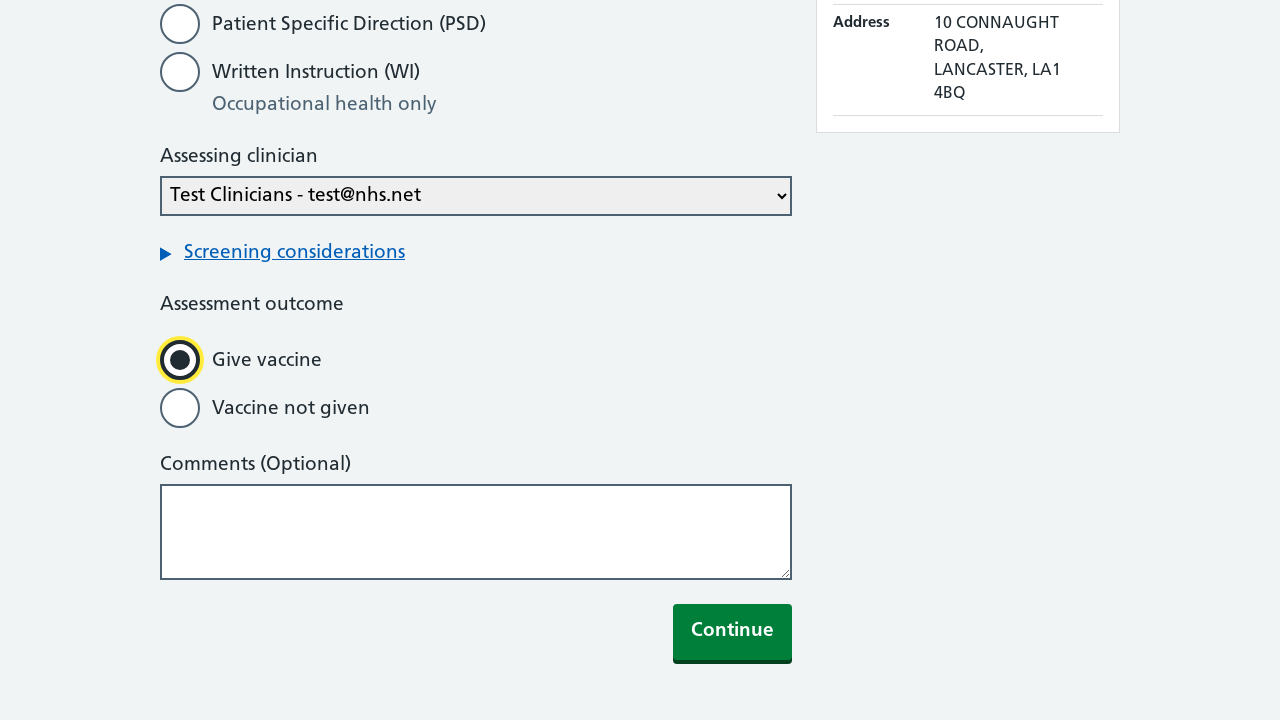 Patient Specific Direction (PSD)
Written Instruction (WI)
Occupational health only
Assessing clinician
Test Clinicians - test@nhs.net
Screening considerations
Assessment outcome
Give vaccine
Vaccine not given
Comments (Optional)
Continue
Address
10 CONNAUGHT
ROAD,
LANCASTER, LA1
4BQ